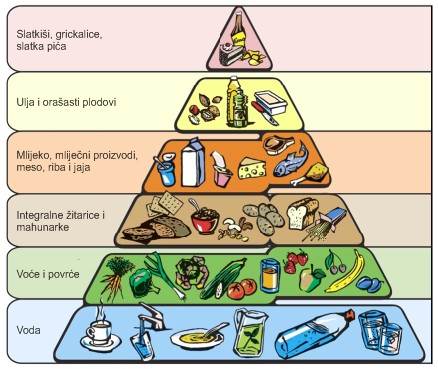 Slatkiši, grickalice,
slatka pića
Ulja i orašasti plodovi
Mlijeko, mliječni proizvodi,
meso, riba i jaja
Integralne žitarice i
mahunarke
Voće i povrće
Voda